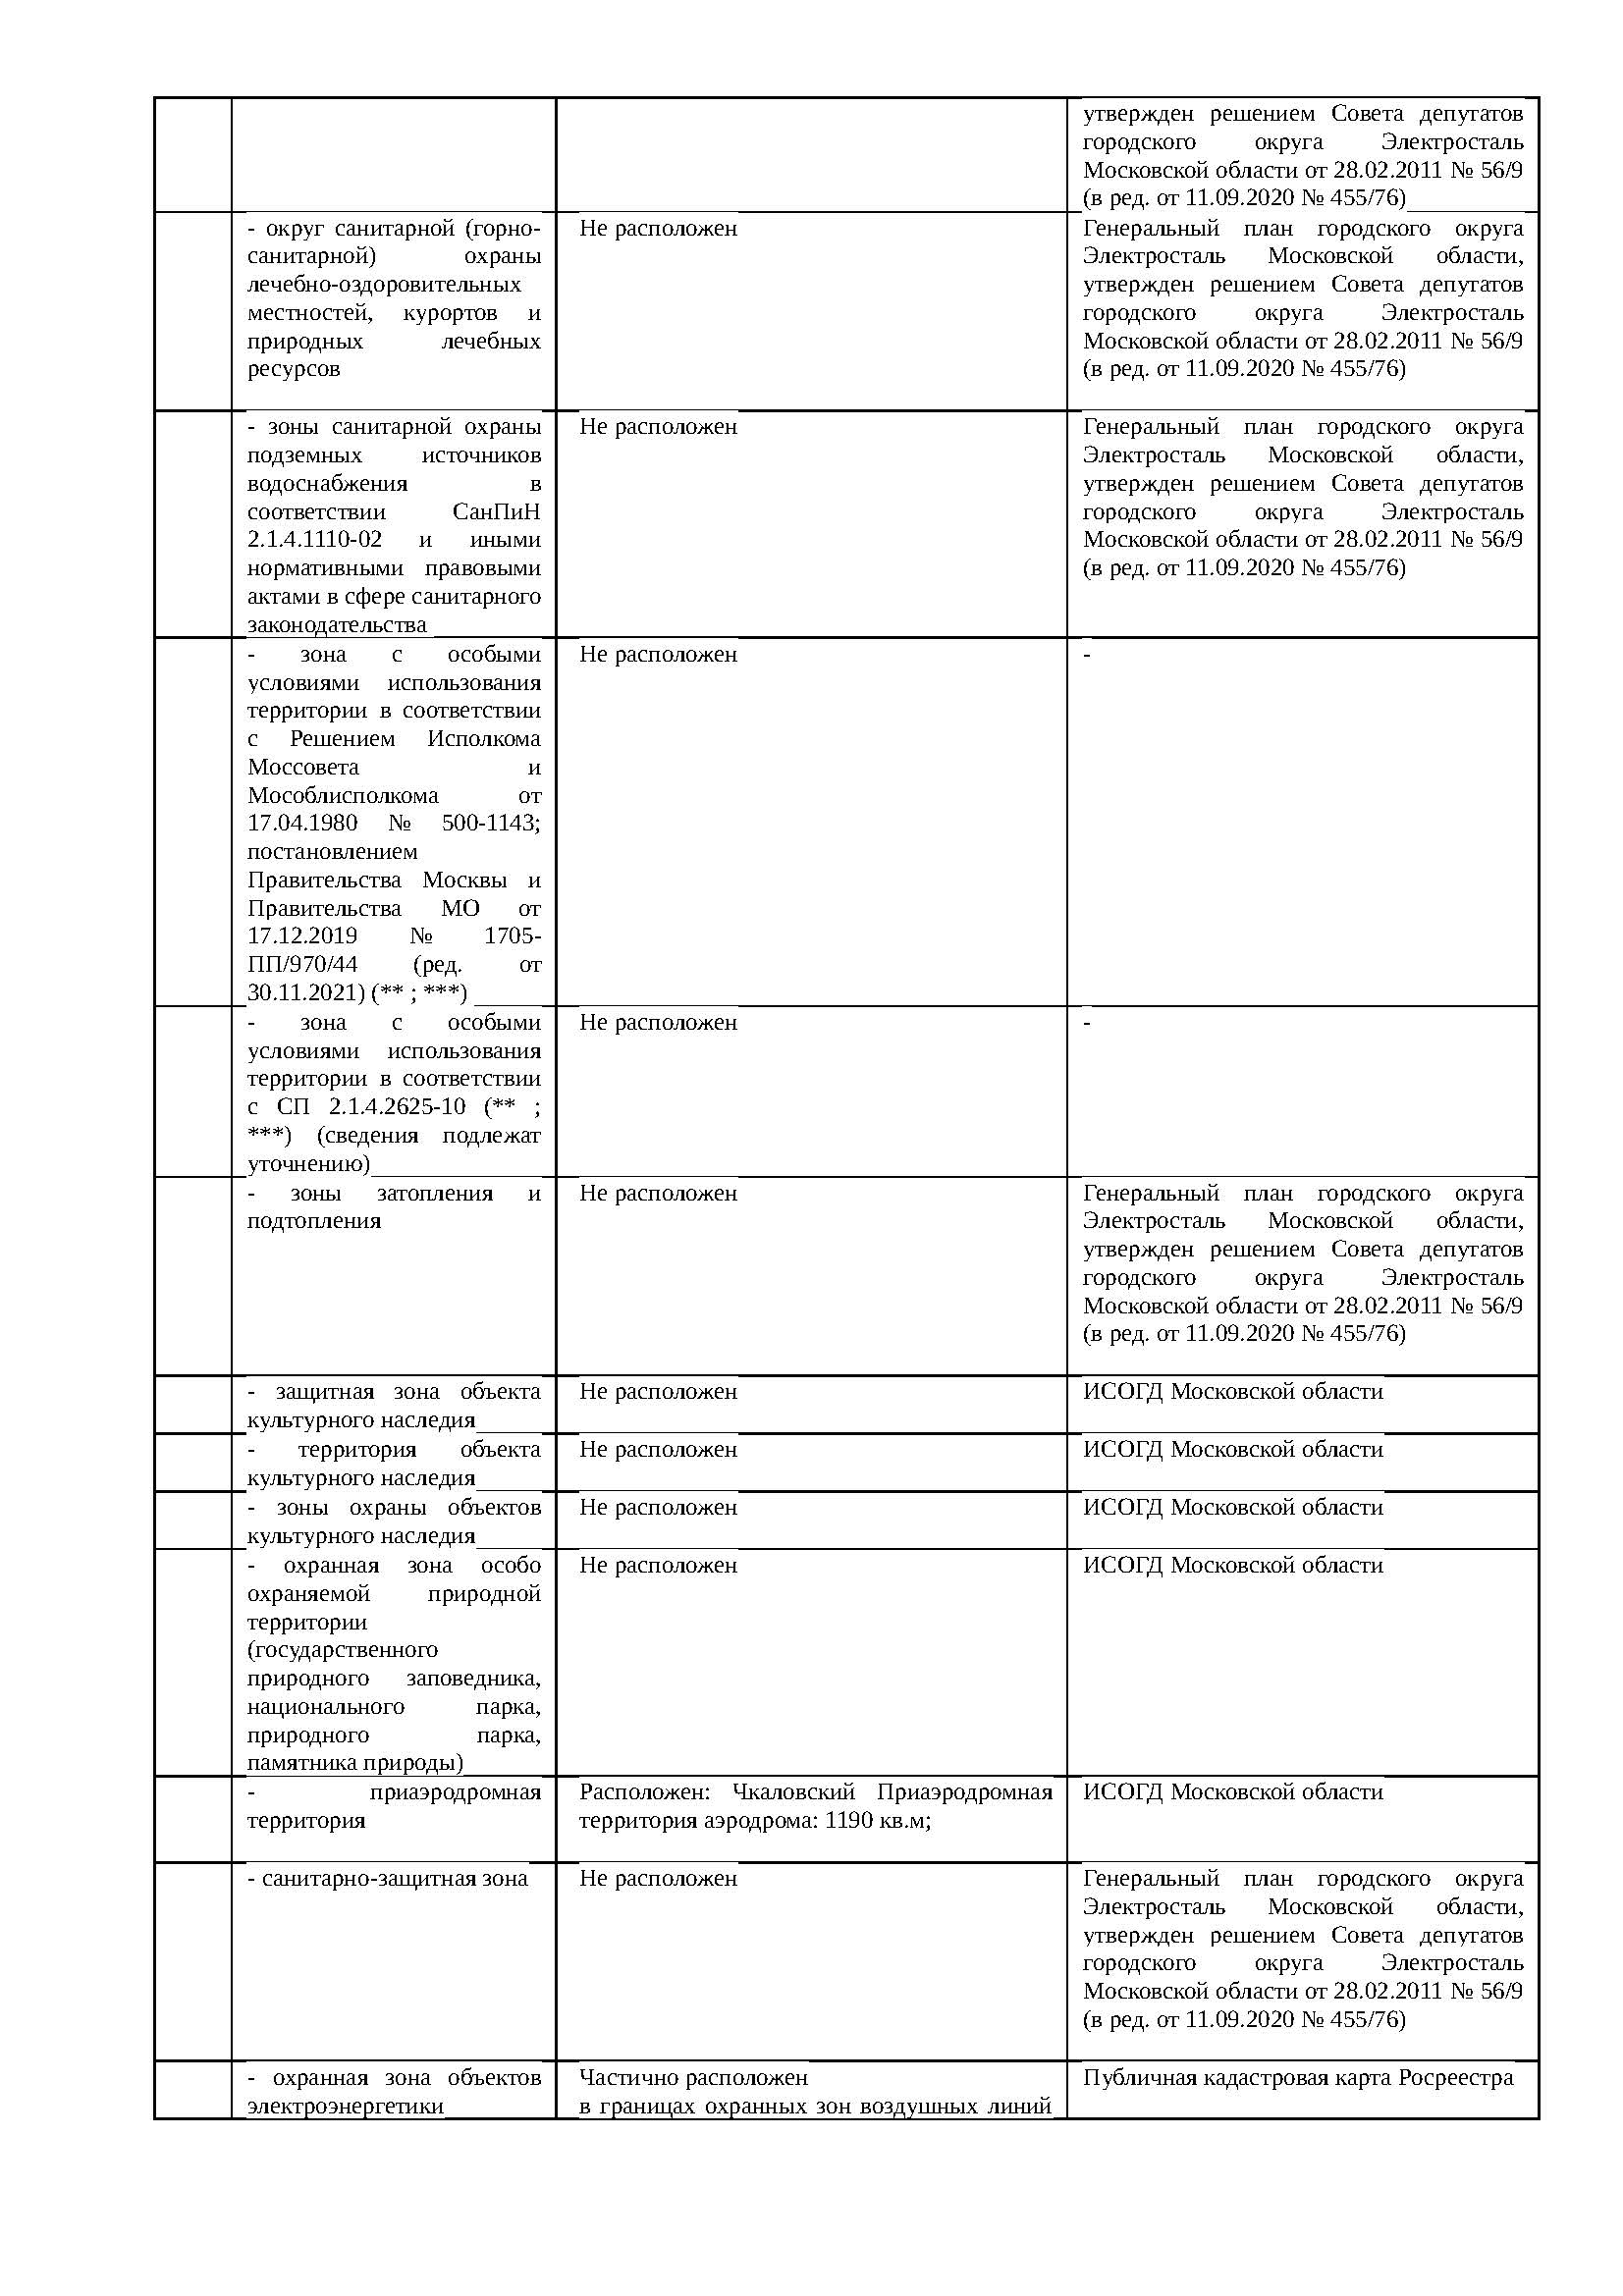 утвержден решением Совета депутатов
городского округа Электросталь
Московской области от 28.02.2011 № 56/9
(в ред. от 11.09.2020 № 455/76)
- округ санитарной (горно-
санитарной) охраны
лечебно-оздоровительных
местностей, курортов и
природных лечебных
ресурсов
Не расположен
Генеральный план городского округа
Электросталь Московской области,
утвержден решением Совета депутатов
городского округа Электросталь
Московской области от 28.02.2011 № 56/9
(в ред. от 11.09.2020 № 455/76)
- зоны санитарной охраны
подземных источников
водоснабжения в
соответствии СанПиН
2.1.4.1110-02 и иными
нормативными правовыми
актами в сфере санитарного
законодательства
Не расположен
Генеральный план городского округа
Электросталь Московской области,
утвержден решением Совета депутатов
городского округа Электросталь
Московской области от 28.02.2011 № 56/9
(в ред. от 11.09.2020 № 455/76)
- зона с особыми
условиями использования
территории в соответствии
с Решением Исполкома
Моссовета и
Мособлисполкома от
17.04.1980 № 500-1143;
постановлением
Правительства Москвы и
Правительства МО от
17.12.2019 № 1705-
ПП/970/44 (ред. от
30.11.2021) (** ; ***)
Не расположен
-
- зона с особыми
условиями использования
территории в соответствии
с СП 2.1.4.2625-10 (** ;
***) (сведения подлежат
уточнению)
Не расположен
-
- зоны затопления и
подтопления
Не расположен
Генеральный план городского округа
Электросталь Московской области,
утвержден решением Совета депутатов
городского округа Электросталь
Московской области от 28.02.2011 № 56/9
(в ред. от 11.09.2020 № 455/76)
- защитная зона объекта
культурного наследия
Не расположен
ИСОГД Московской области
- территория объекта
культурного наследия
Не расположен
ИСОГД Московской области
- зоны охраны объектов
культурного наследия
Не расположен
ИСОГД Московской области
- охранная зона особо
охраняемой природной
территории
(государственного
природного заповедника,
национального парка,
природного парка,
памятника природы)
Не расположен
ИСОГД Московской области
- приаэродромная
территория
Расположен: Чкаловский Приаэродромная
территория аэродрома: 1190 кв.м;
ИСОГД Московской области
- санитарно-защитная зона
Не расположен
Генеральный план городского округа
Электросталь Московской области,
утвержден решением Совета депутатов
городского округа Электросталь
Московской области от 28.02.2011 № 56/9
(в ред. от 11.09.2020 № 455/76)
- охранная зона объектов
электроэнергетики
Частично расположен
в границах охранных зон воздушных линий
Публичная кадастровая карта Росреестра